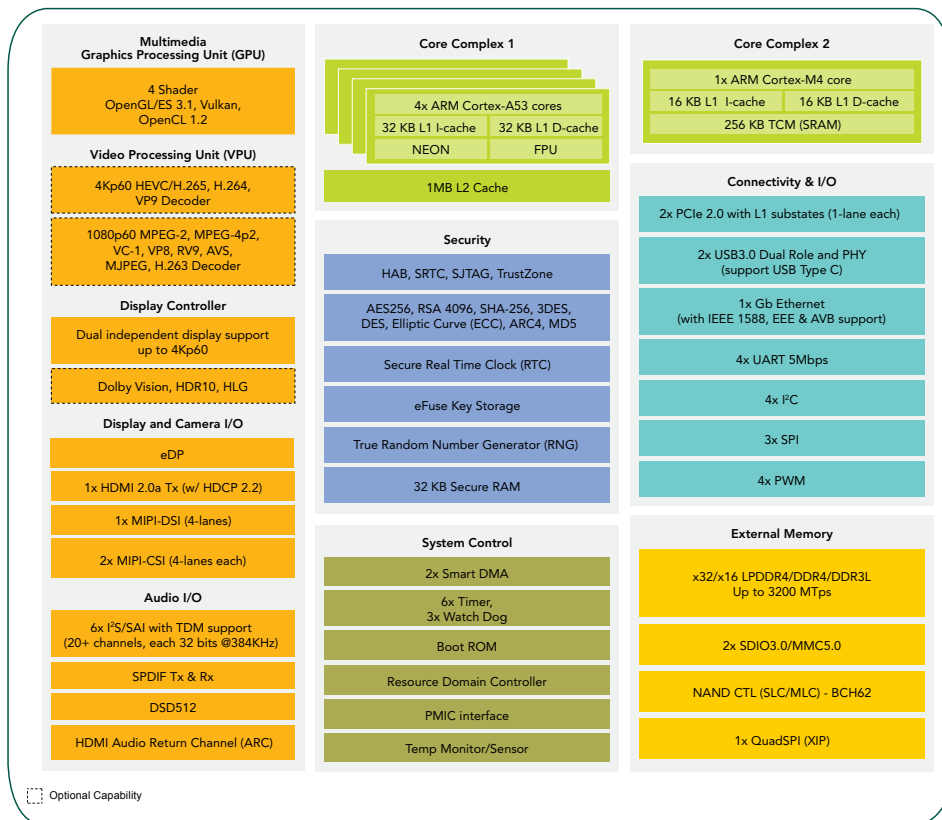 Multimedia
Graphics Processing Unit (GPU)
4 Shader
OpenGL/ES 3.1, Vulkan,
OpenCL 1.2
Video Processing Unit (VPU)
4Kp60 HEVC/H.265, H.264,
VP9 Decoder
1080p60 MPEG-2, MPEG-4p2,
VC-1, VP8, RV9, AVS,
MJPEG, H.263 Decoder
Display Controller
Dual independent display support
up to 4Kp60
Dolby Vision, HDR10, HLG
Display and Camera I/O
eDP
1x HDMI 2.0a Tx (w/ HDCP 2.2)
1x MIPI-DSI (4-lanes)
2x MIPI-CSI (4-lanes each)
Audio I/O
6x I²S/SAI with TDM support
(20+ channels, each 32 bits @384KHz)
SPDIF Tx & Rx
DSD512
HDMI Audio Return Channel (ARC)
Core Complex 1
4x ARM Cortex-A53 cores
32 KB L1 I-cache
32 KB L1 D-cache
NEON
FPU
1MB L2 Cache
Security
HAB, SRTC, SJTAG, TrustZone
AES256, RSA 4096, SHA-256, 3DES,
DES, Elliptic Curve (ECC), ARC4, MD5
Secure Real Time Clock (RTC)
eFuse Key Storage
True Random Number Generator (RNG)
32 KB Secure RAM
System Control
2x Smart DMA
6x Timer,
3x Watch Dog
Boot ROM
Resource Domain Controller
PMIC interface
Temp Monitor/Sensor
Core Complex 2
1x ARM Cortex-M4 core
16 KB L1 I-cache
16 KB L1 D-cache
256 KB TCM (SRAM)
Connectivity & I/O
2x PCIe 2.0 with L1 substates (1-lane each)
2x USB3.0 Dual Role and PHY
(support USB Type C)
1x Gb Ethernet
(with IEEE 1588, EEE & AVB support)
4x UART 5Mbps
4x I²C
3x SPI
4x PWM
External Memory
x32/x16 LPDDR4/DDR4/DDR3L
Up to 3200 MTps
2x SDIO3.0/MMC5.0
NAND CTL (SLC/MLC) - BCH62
1x QuadSPI (XIP)
Optional Capability